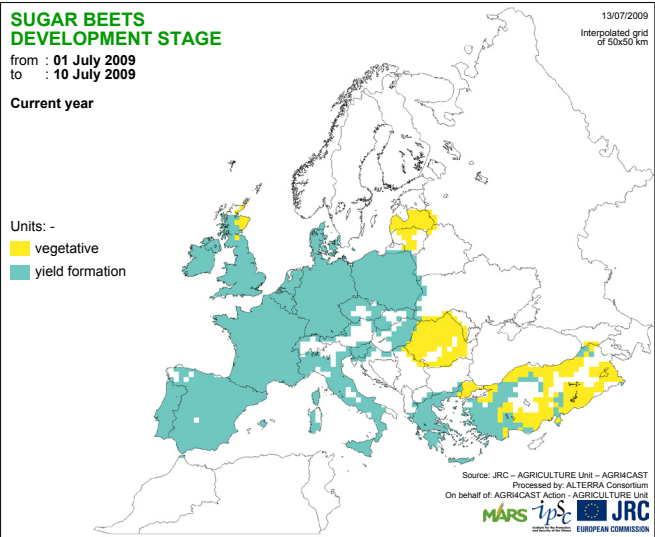 SUGAR BEETS
DEVELOPMENT STAGE
from : 01 July 2009
to : 10 July 2009
Current year
13/07/2009
Interpolated grid
of 50x50 km
Units: -
vegetative
yield formation
Source: JRC – AGRICULTURE Unit – AGRI4CAST
Processed by: ALTERRA Consortium
On behalf of: AGRI4CAST Action - AGRICULTURE Unit
MARS ipSc JRC
EUROPEAN COMMISSION